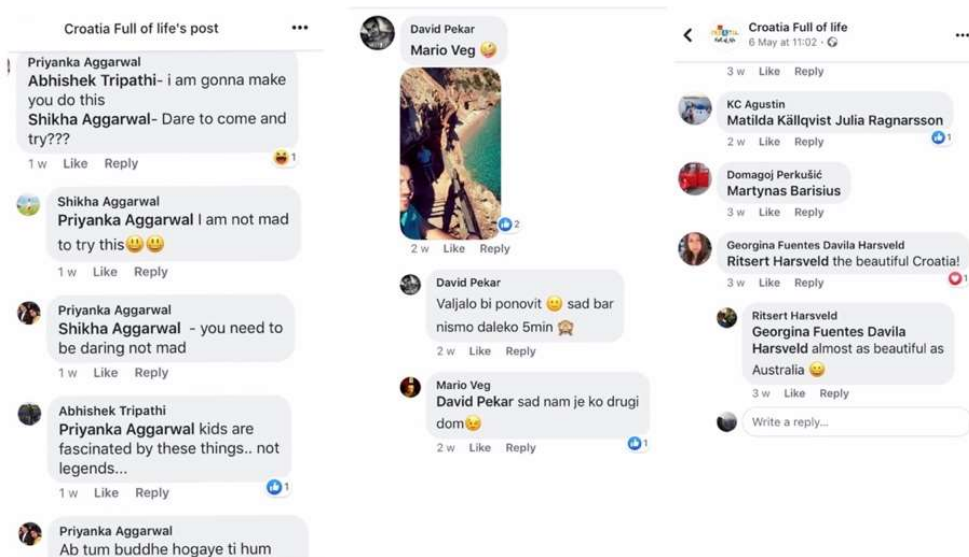 Croatia Full of life's post
Priyanka Aggarwal
Abhishek Tripathi- i am gonna make
you do this
Shikha Aggarwal- Dare to come and
try???
1 w Like Reply
1
Shikha Aggarwal
Priyanka Aggarwal I am not mad
to try this
1 w Like Reply
Priyanka Aggarwal
Shikha Aggarwal - you need to
be daring not mad
1 w Like Reply
Abhishek Tripathi
Priyanka Aggarwal kids are
fascinated by these things.. not
legends...
1 w Like Reply
1
Priyanka Aggarwal
Ab tum buddhe hogaye ti hum
David Pekar
Mario Veg
2
2 w Like Reply
David Pekar
Valjalo bi ponovit sad bar
nismo daleko 5min
2 w Like Reply
Mario Veg
David Pekar sad nam je ko drugi
dom
2 w Like Reply
1
Croatia Full of life
6 May at 11:02 ·
3 w Like Reply
KC Agustin
Matilda Källqvist Julia Ragnarsson
2 w Like Reply
1
Domagoj Perkušić
Martynas Barisius
3 w Like Reply
Georgina Fuentes Davila Harsveld
Ritsert Harsveld the beautiful Croatia!
3 w Like Reply
1
Ritsert Harsveld
Georgina Fuentes Davila
Harsveld almost as beautiful as
Australia
3 w Like Reply
Write a reply...